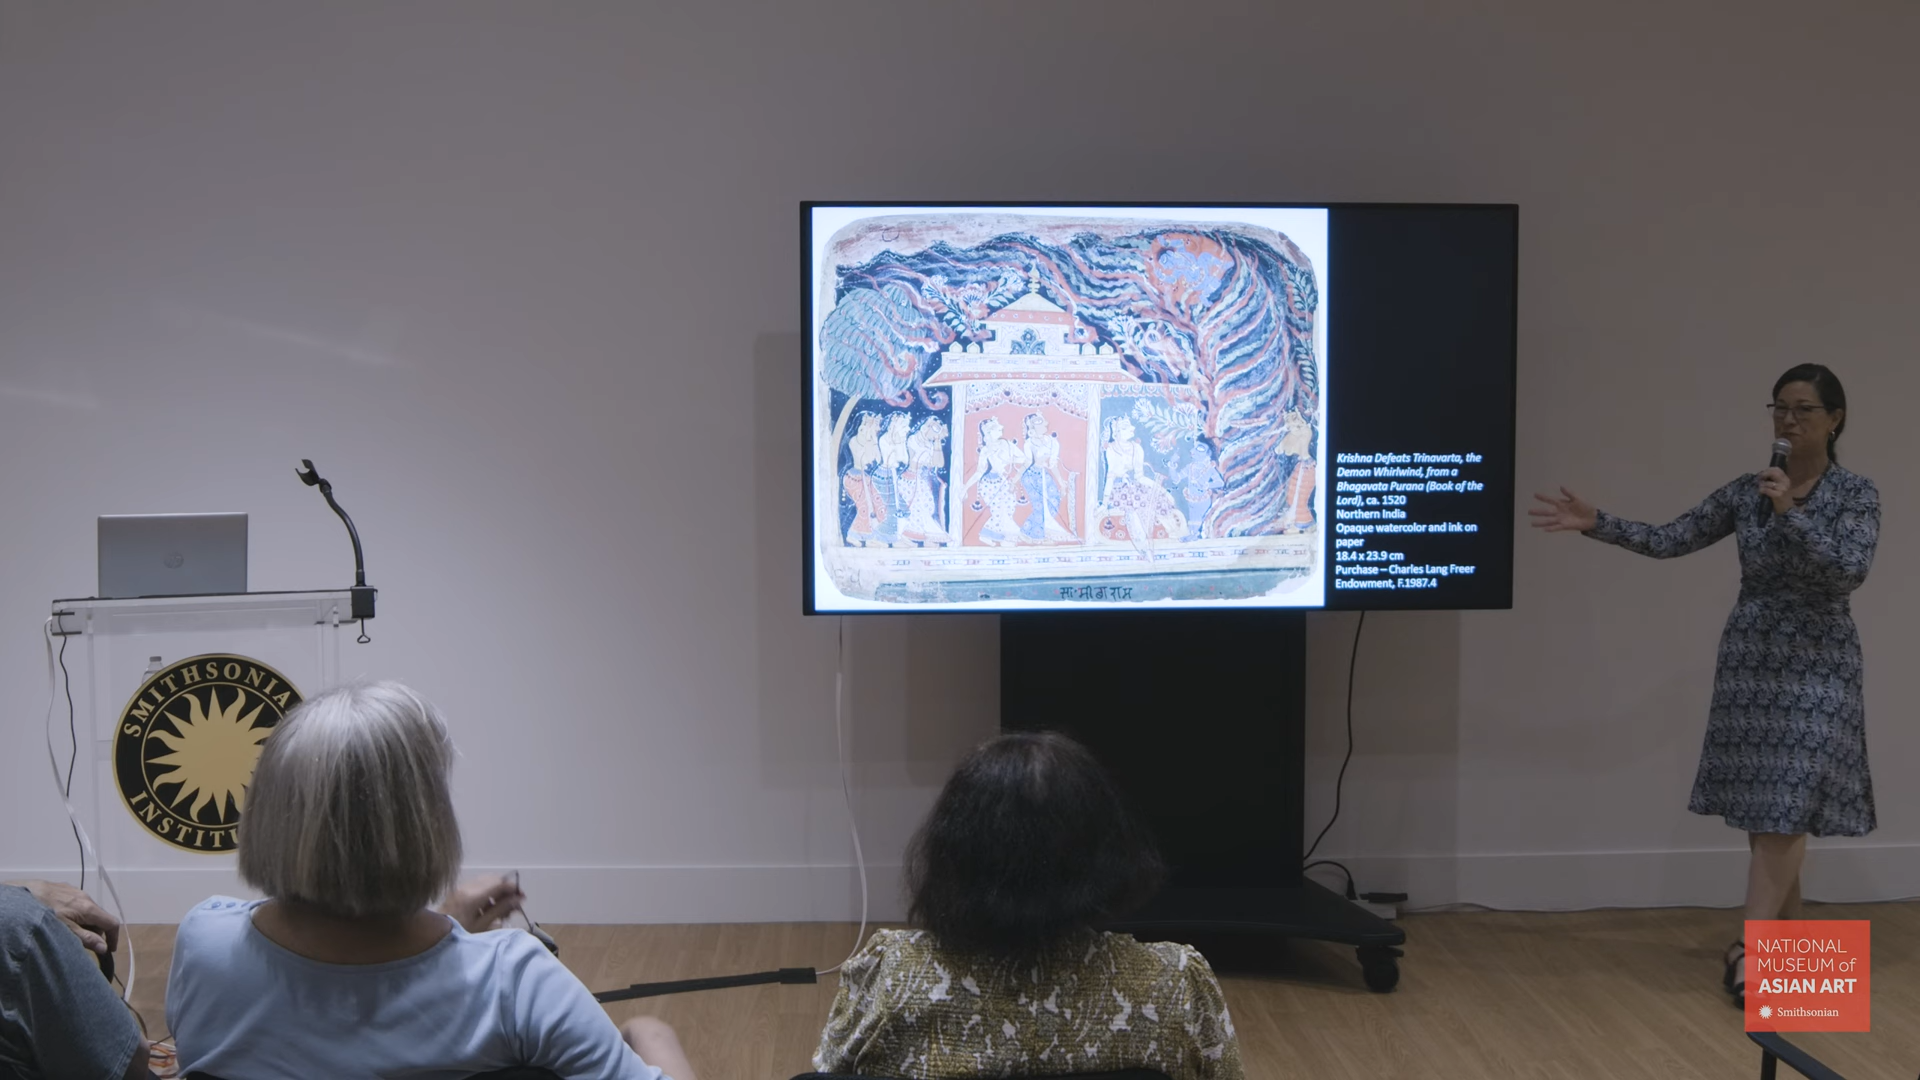 Krishna Defeats Trinavarta, the
Demon Whirlwind, from a
Bhagavata Purana (Book of the
Lord), ca. 1520
Northern India
Opaque watercolor and ink on
paper
18.4 x 23.9 cm
Purchase – Charles Lang Freer
Endowment, F.1987.4
सा॰मीठाराम
SMITHSONIA
INSTITU
NATIONAL
MUSEUM of
ASIAN ART
Smithsonian